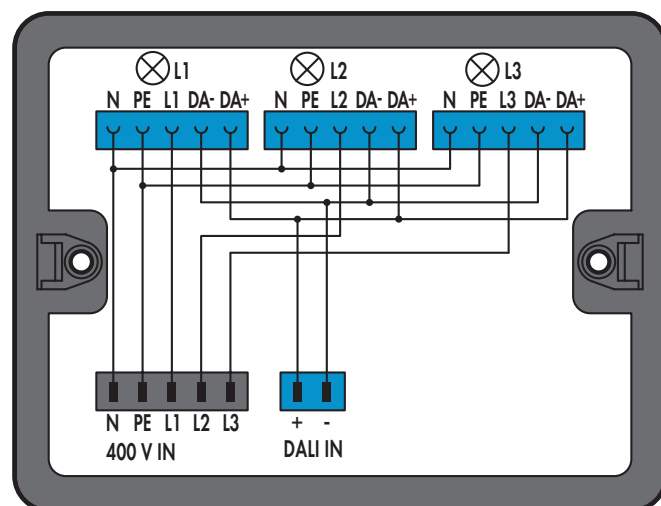 L1 L2 L3
N PE L1 DA- DA+ N PE L2 DA- DA+ N PE L3 DA- DA+
N PE L1 L2 L3 + -
400 V IN DALI IN